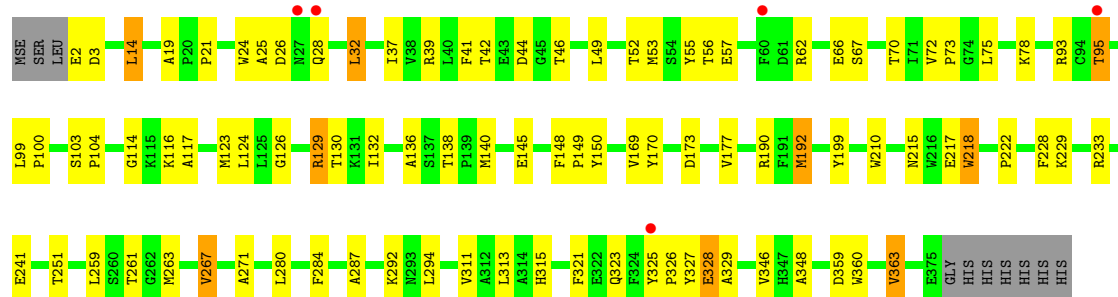 MSE SER LEU E2 D3 L14 A19 P20 P21 W24 A25 D26 N27 Q28 L32 I37 V38 R39 L40 F41 T42 E43 D44 G45 T46 L49 T52 M53 S54 Y55 T56 E57 F60 D61 R62 E66 S67 T70 I71 V72 P73 G74 L75 K78 R93 C94 T95
L99 P100 S103 P104 G114 K115 K116 A117 M123 L124 L125 G126 R129 T130 K131 I132 A136 S137 T138 P139 M140 E145 F148 P149 Y150 V169 Y170 D173 V177 R190 F191 M192 Y199 W210 N215 W216 E217 W218 P222 F228 K229 R233
E241 T251 L259 S260 T261 G262 M263 V267 A271 L280 F284 A287 K292 N293 L294 V311 A312 L313 A314 H315 F321 E322 Q323 F324 Y325 P326 Y327 E328 A329 V346 H347 A348 D359 W360 V363 E375 GLY HIS HIS HIS HIS HIS HIS